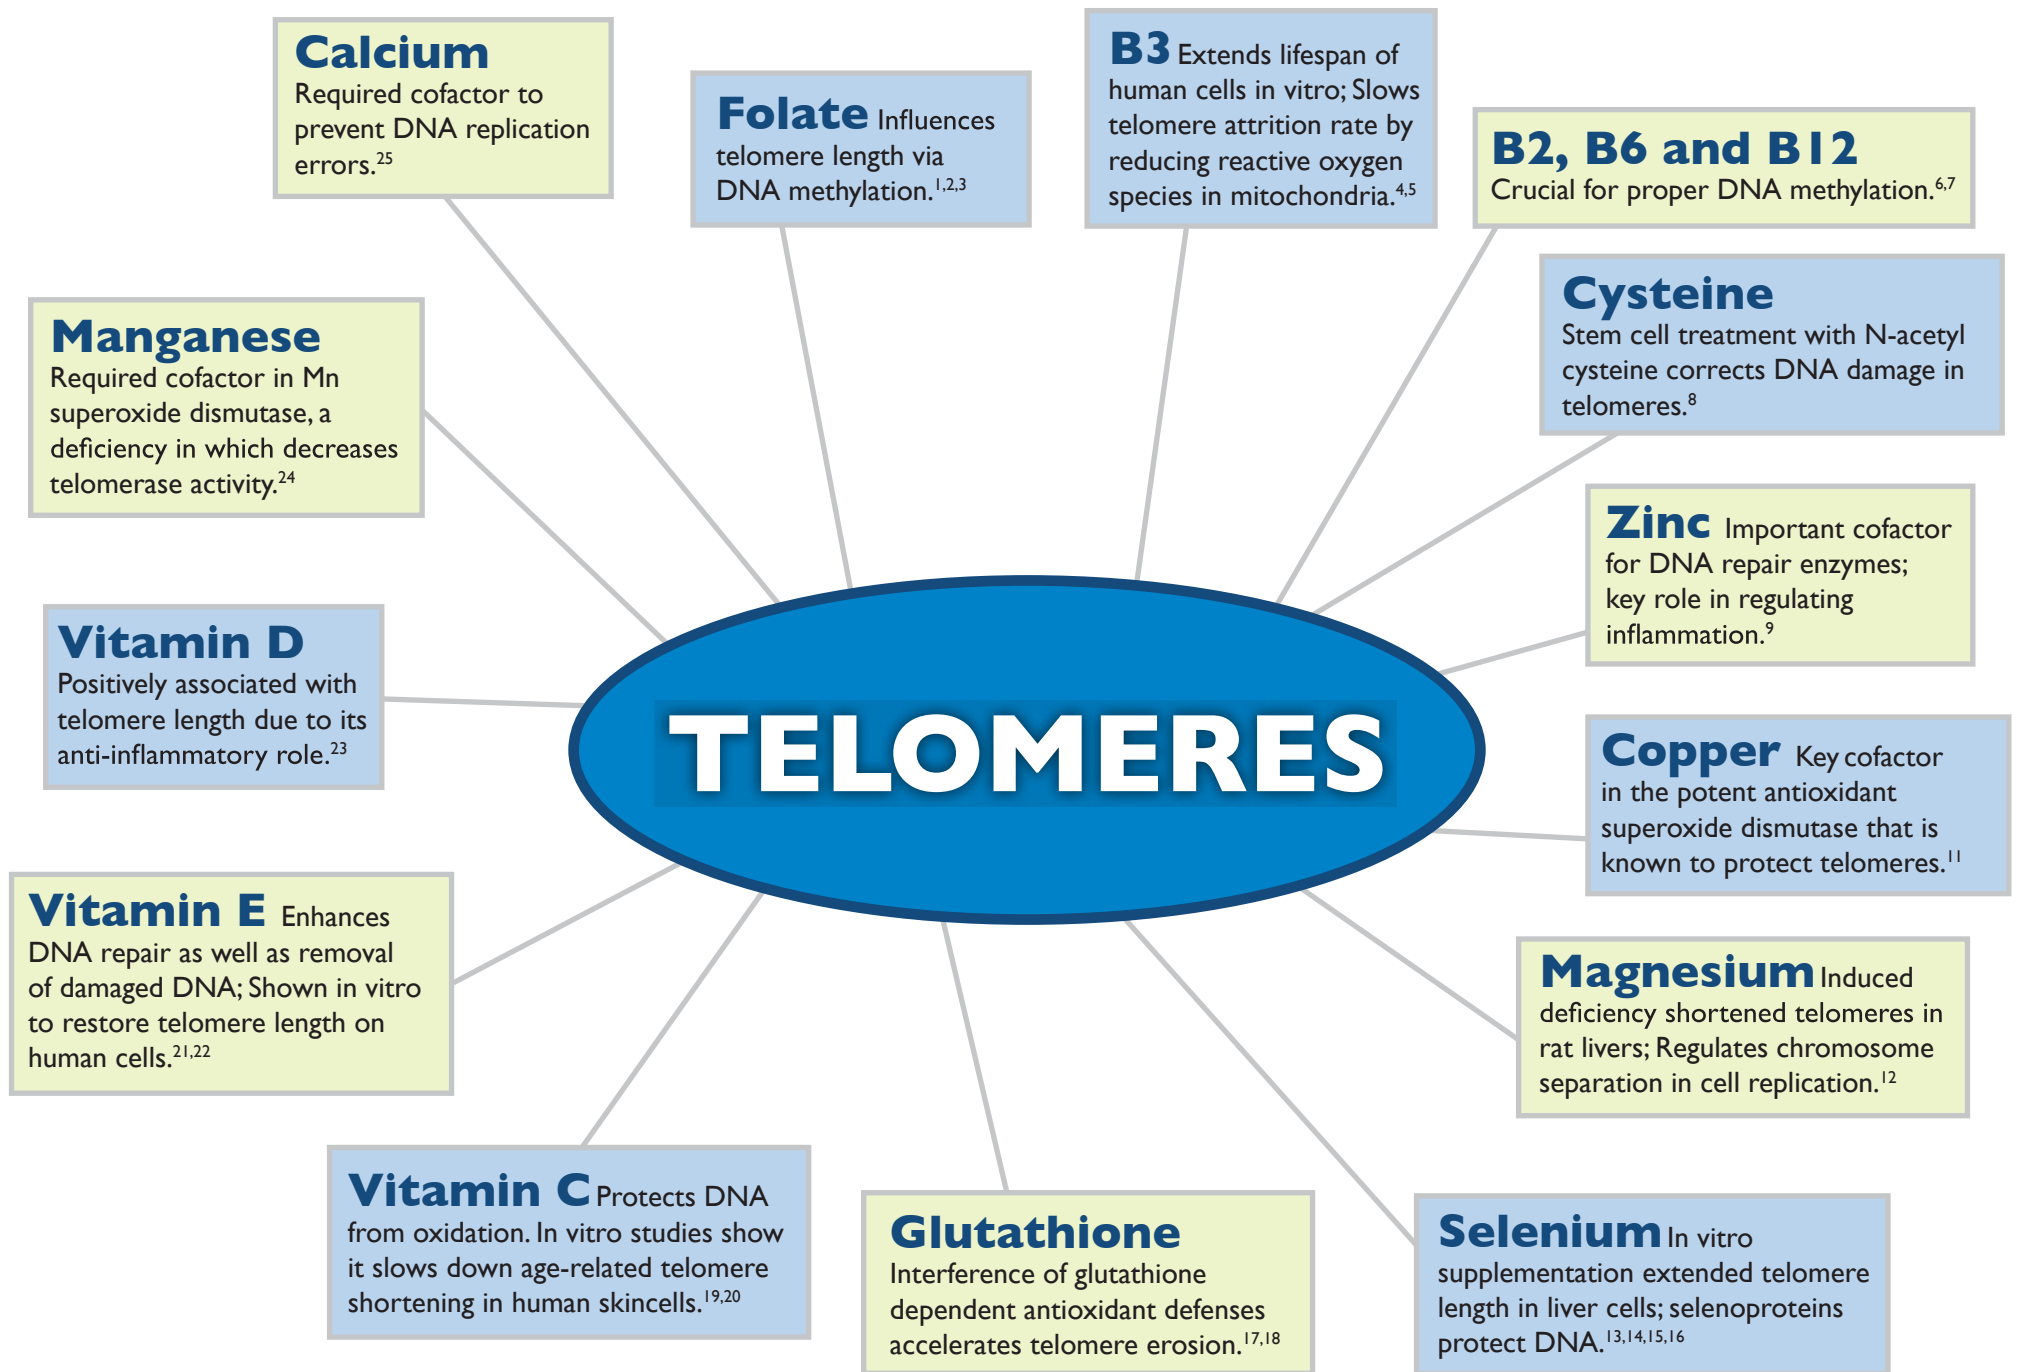 Calcium
Required cofactor to
prevent DNA replication
errors.25
Folate Influences
telomere length via
DNA methylation.1,2,3
B3 Extends lifespan of
human cells in vitro; Slows
telomere attrition rate by
reducing reactive oxygen
species in mitochondria.4,5
B2, B6 and B12
Crucial for proper DNA methylation.6,7
Cysteine
Stem cell treatment with N-acetyl
cysteine corrects DNA damage in
telomeres.8
Manganese
Required cofactor in Mn
superoxide dismutase, a
deficiency in which decreases
telomerase activity.24
Zinc Important cofactor
for DNA repair enzymes;
key role in regulating
inflammation.9
Vitamin D
Positively associated with
telomere length due to its
anti-inflammatory role.23
TELOMERES
Copper Key cofactor
in the potent antioxidant
superoxide dismutase that is
known to protect telomeres.11
Vitamin E Enhances
DNA repair as well as removal
of damaged DNA; Shown in vitro
to restore telomere length on
human cells.21,22
Magnesium Induced
deficiency shortened telomeres in
rat livers; Regulates chromosome
separation in cell replication.12
Vitamin C Protects DNA
from oxidation. In vitro studies show
it slows down age-related telomere
shortening in human skincells.19,20
Glutathione
Interference of glutathione
dependent antioxidant defenses
accelerates telomere erosion.17,18
Selenium In vitro
supplementation extended telomere
length in liver cells; selenoproteins
protect DNA.13,14,15,16